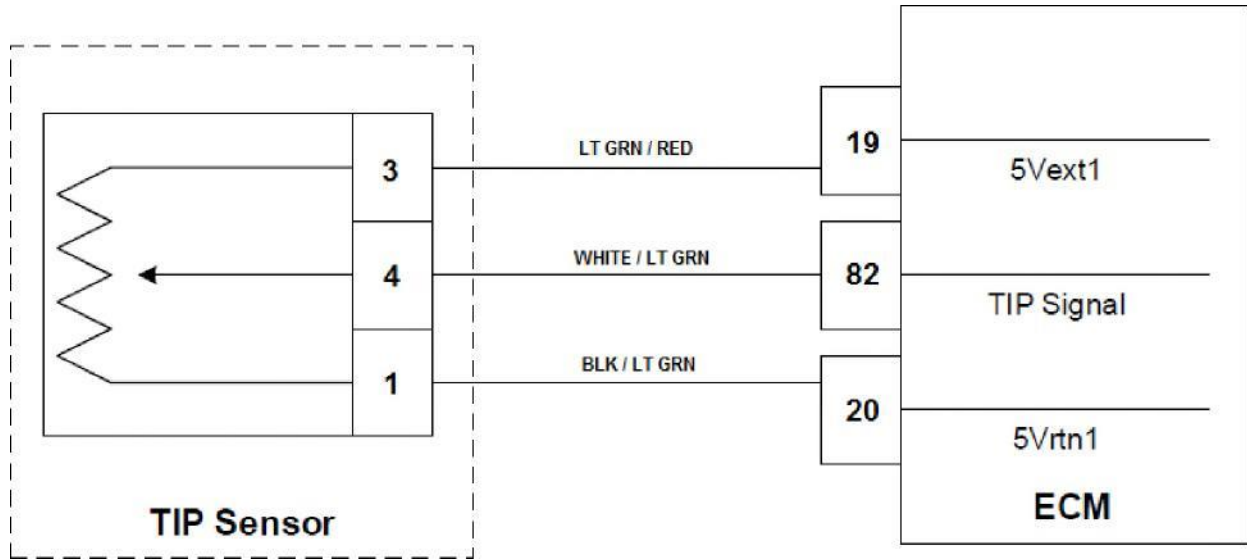 3
LT GRN / RED
19
5Vext1
4
WHITE / LT GRN
82
TIP Signal
1
BLK / LT GRN
20
5Vrtn1
TIP Sensor
ECM